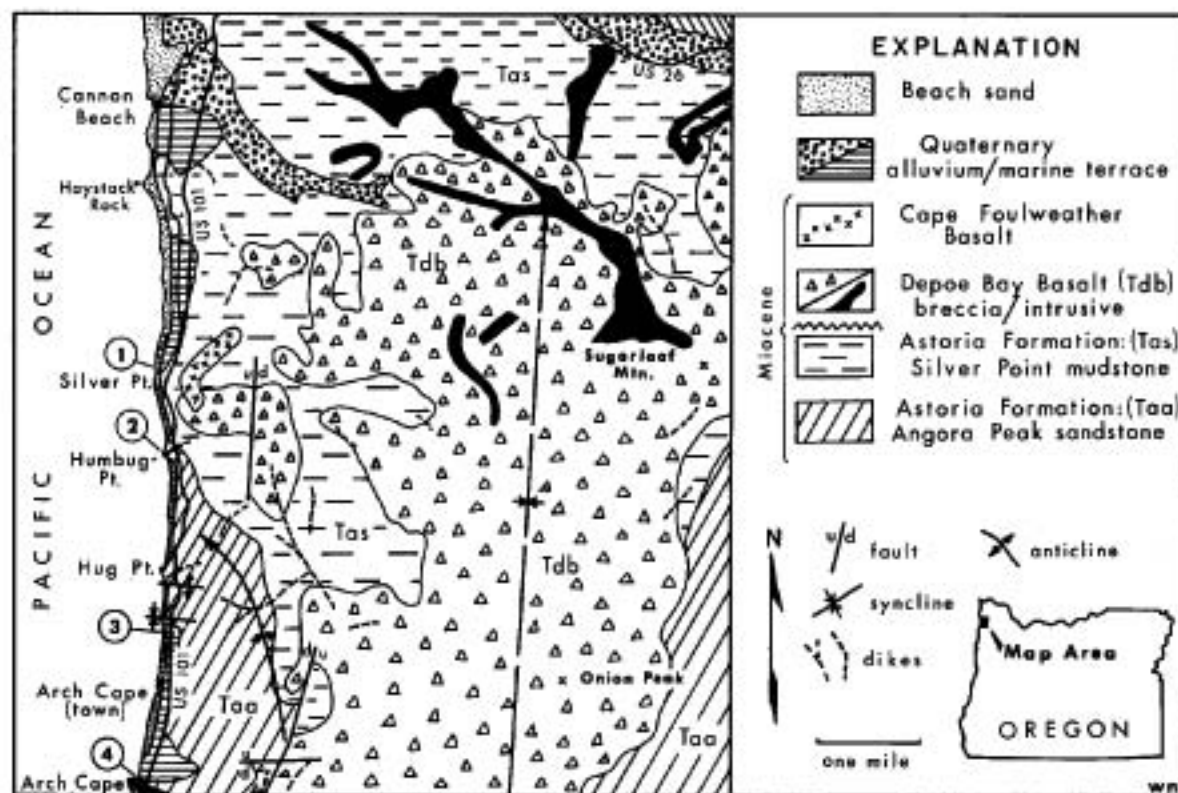 Cannon
Beach
Haystack
Rock
US 101
Tas
US 26
PACIFIC OCEAN
Tdb
Sugarloaf
Mtn.
1
Silver Pt.
u/d
2
Humbug
Pt.
Tas
Hug Pt.
3
US 101
Tdb
Arch Cape
(town)
Taa
x Onion Peak
Taa
4
Arch Cape
EXPLANATION
Beach sand
Quaternary
alluvium/marine terrace
Miocene
Cape Foulweather
Basalt
Depoe Bay Basalt (Tdb)
breccia/intrusive
Astoria Formation: (Tas)
Silver Point mudstone
Astoria Formation: (Taa)
Angora Peak sandstone
N
u/d fault
anticline
syncline
dikes
Map Area
OREGON
one mile
wn